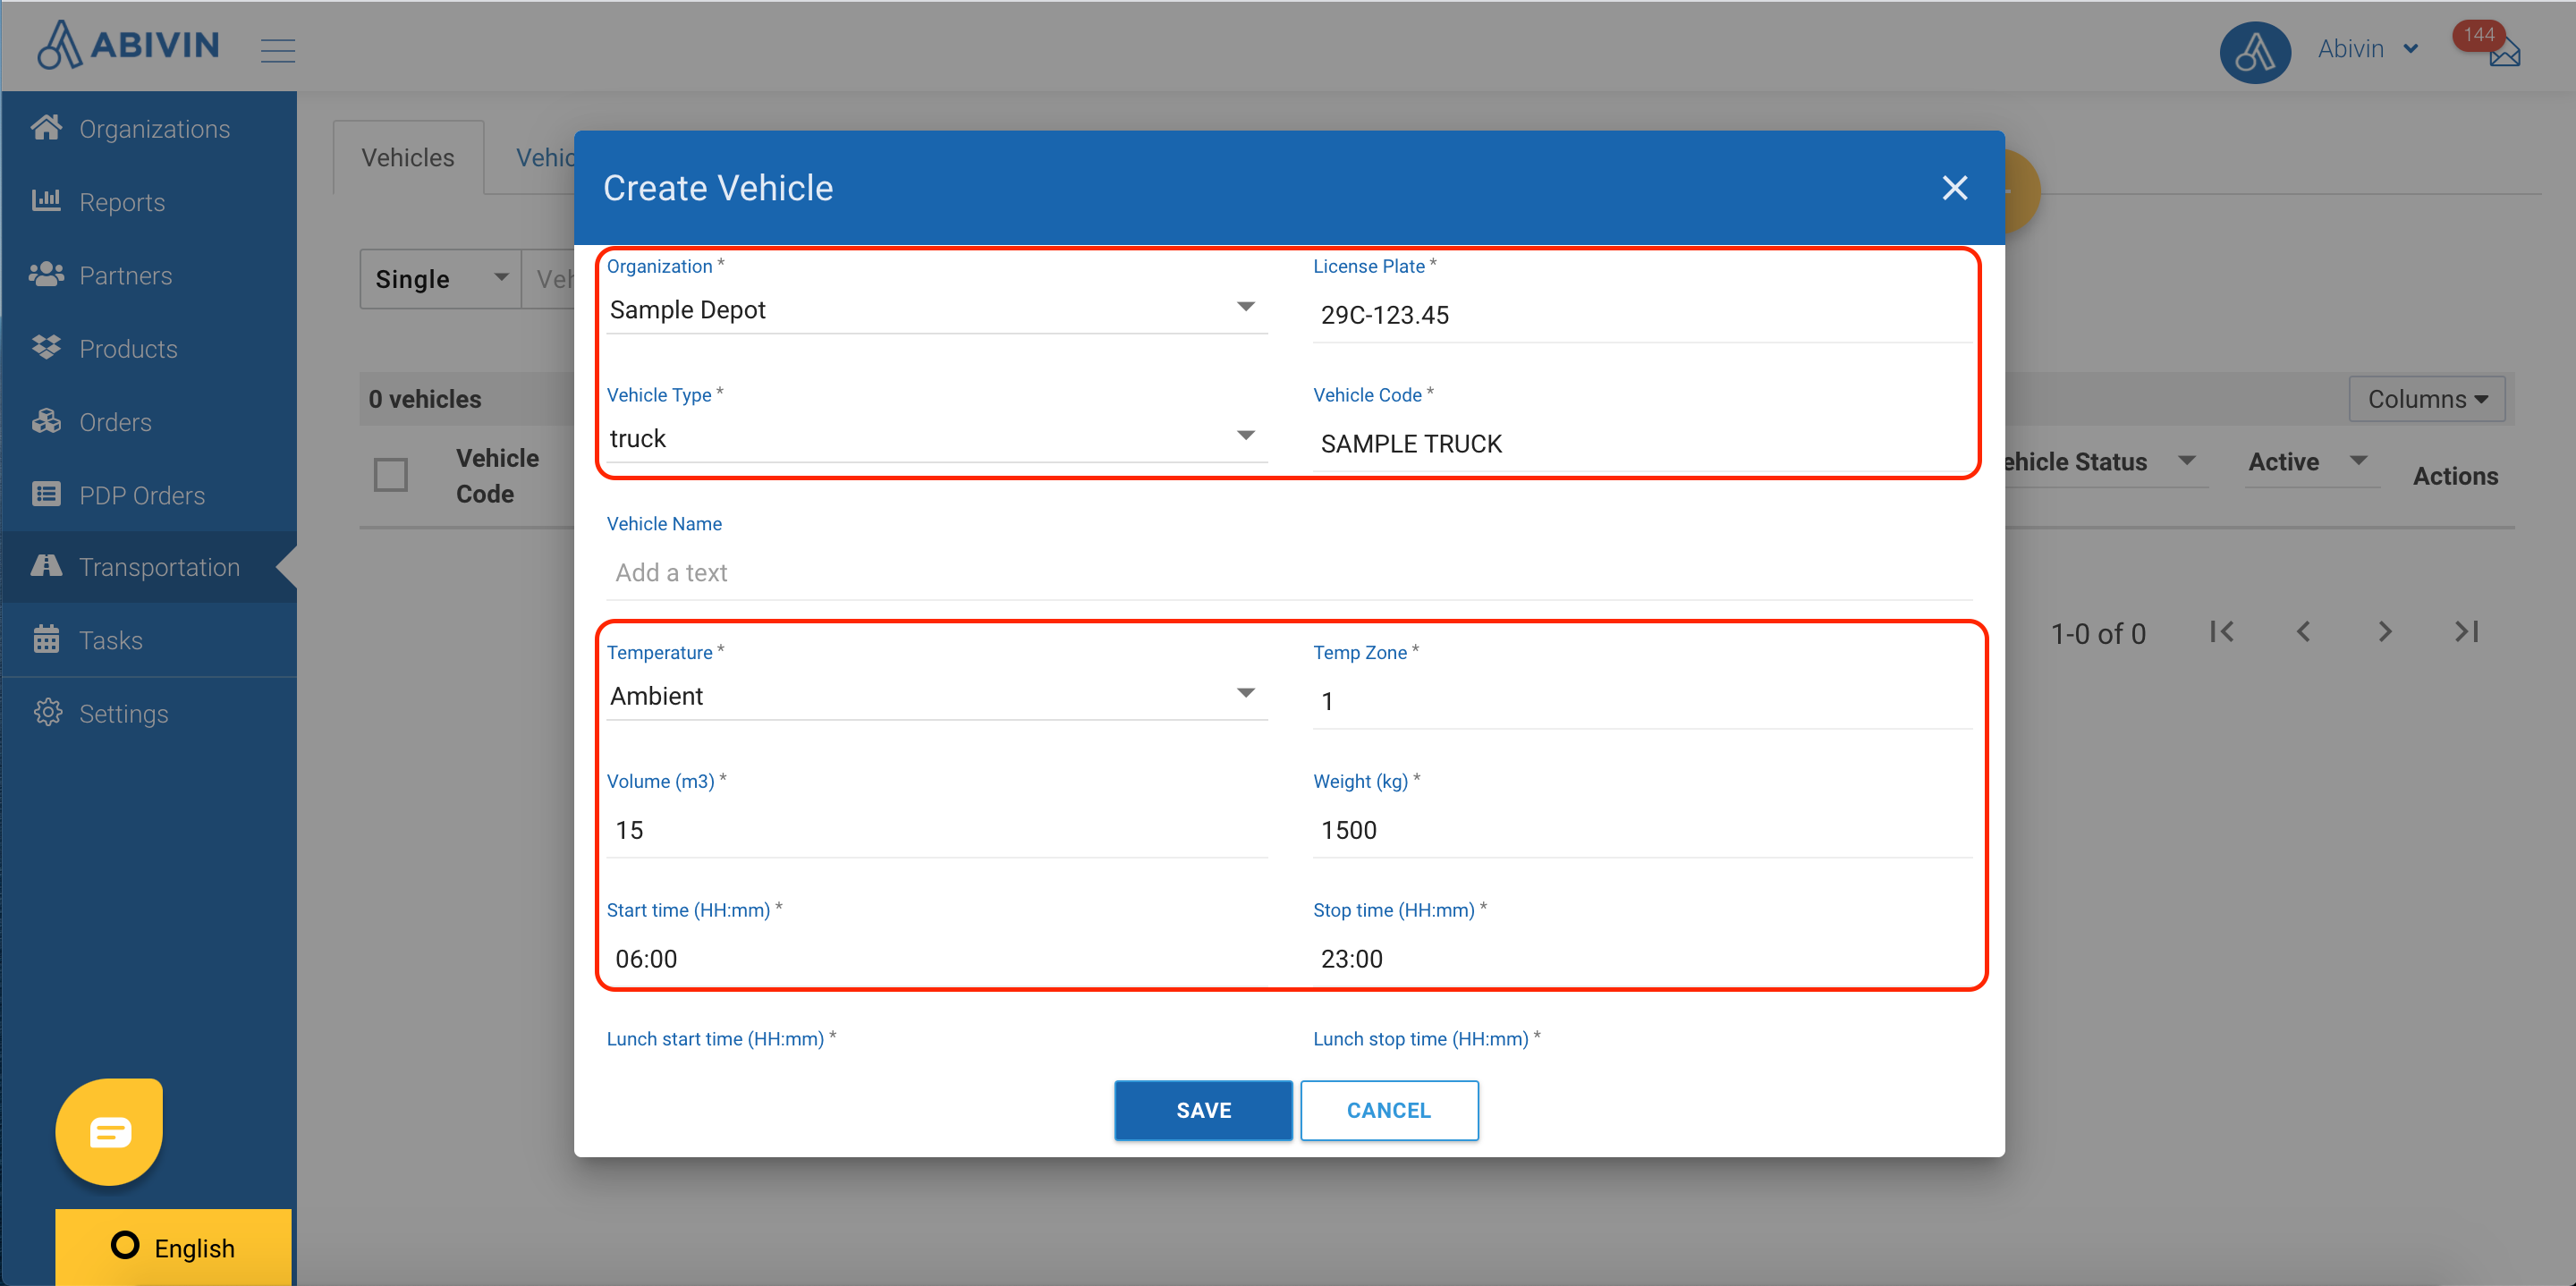 ABIVIN
Abivin
144
Organizations
Reports
Partners
Products
Orders
PDP Orders
Transportation
Tasks
Settings
English
Vehicles
Vehic
Single
Veh
0 vehicles
Columns
Vehicle
Code
ehicle Status
Active
Actions
1-0 of 0
Create Vehicle
Organization *
License Plate *
Sample Depot
29C-123.45
Vehicle Type *
Vehicle Code *
truck
SAMPLE TRUCK
Vehicle Name
Add a text
Temperature *
Temp Zone *
Ambient
1
Volume (m3) *
Weight (kg) *
15
1500
Start time (HH:mm) *
Stop time (HH:mm) *
06:00
23:00
Lunch start time (HH:mm) *
Lunch stop time (HH:mm) *
SAVE
CANCEL